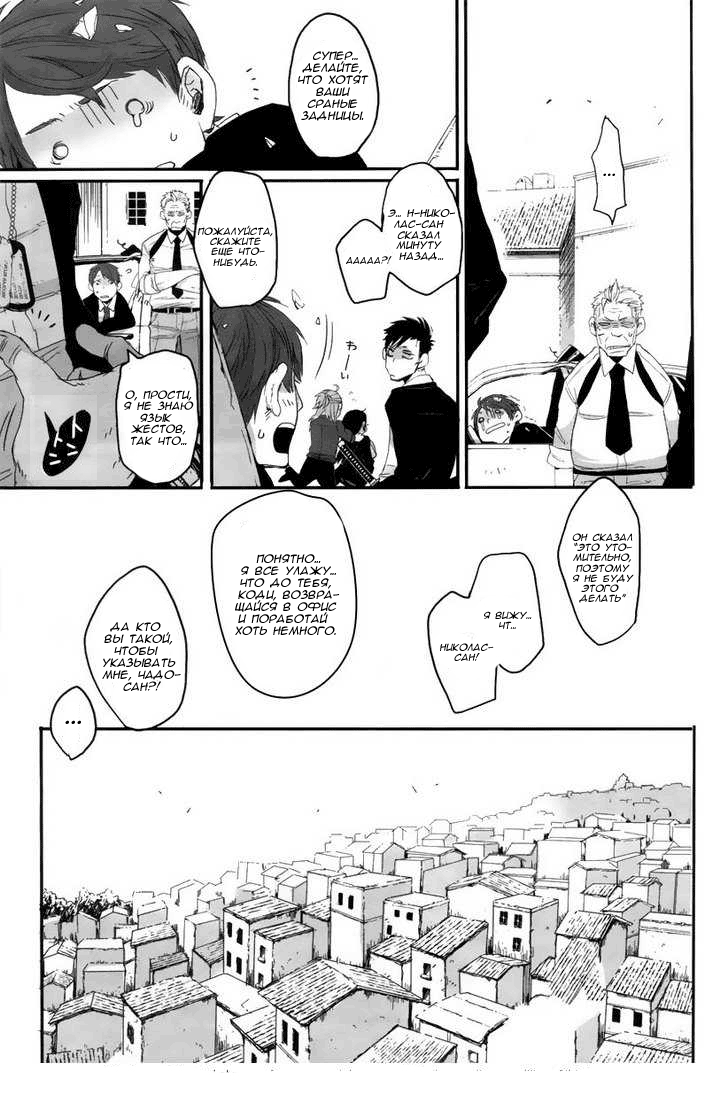 ...
СУПЕР...
ДЕЛАЙТЕ,
ЧТО ХОТЯТ
ВАШИ
СРАНЫЕ
ЗАДНИЦЫ.
Э... Н-НИКО-
ЛАС-САН
СКАЗАЛ
МИНУТУ
НАЗАД...
ААААА?!
わー
ПОЖАЛУЙСТА,
СКАЖИТЕ
ЕЩЕ ЧТО-
НИБУДЬ.
О, ПРОСТИ,
Я НЕ ЗНАЮ
ЯЗЫК
ЖЕСТОВ,
ТАК ЧТО...
ОН СКАЗАЛ
"ЭТО УТО-
МИТЕЛЬНО,
ПОЭТОМУ
Я НЕ БУДУ
ЭТОГО
ДЕЛАТЬ"
Я ВИЖУ...
ЧТ...
НИКОЛАС-
САН!
ПОНЯТНО...
Я ВСЕ УЛАЖУ...
ЧТО ДО ТЕБЯ,
КОДИ, ВОЗВРА-
ЩАЙСЯ В ОФИС
И ПОРАБОТАЙ
ХОТЬ НЕМНОГО.
ДА КТО
ВЫ ТАКОЙ,
ЧТОБЫ
УКАЗЫВАТЬ
МНЕ, ЧАДО-
САН?!
...